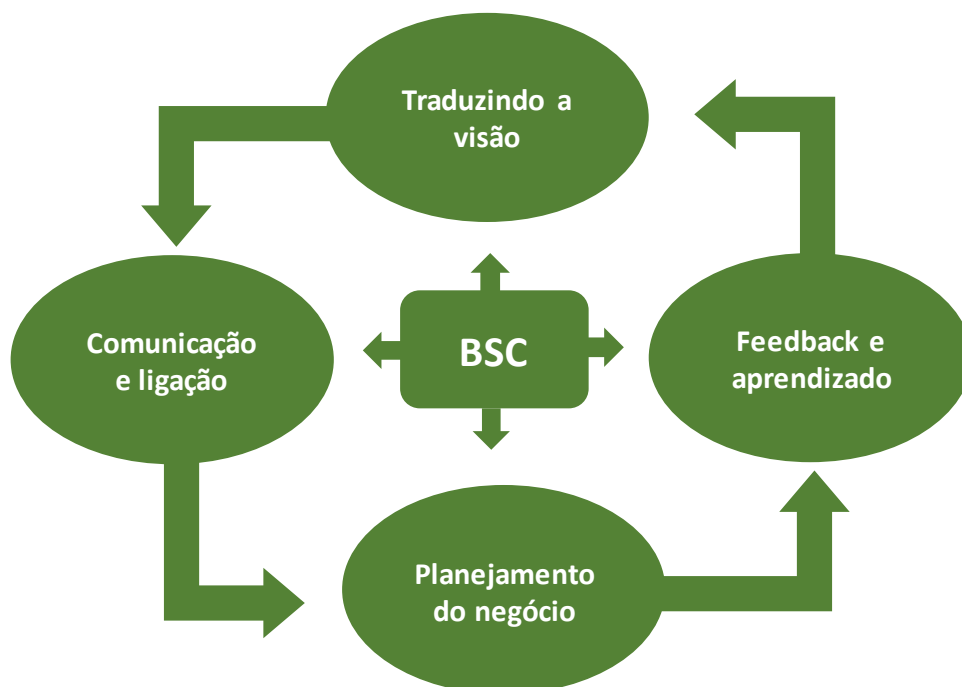 Traduzindo a
visão
Comunicação
e ligação
BSC
Feedback e
aprendizado
Planejamento
do negócio